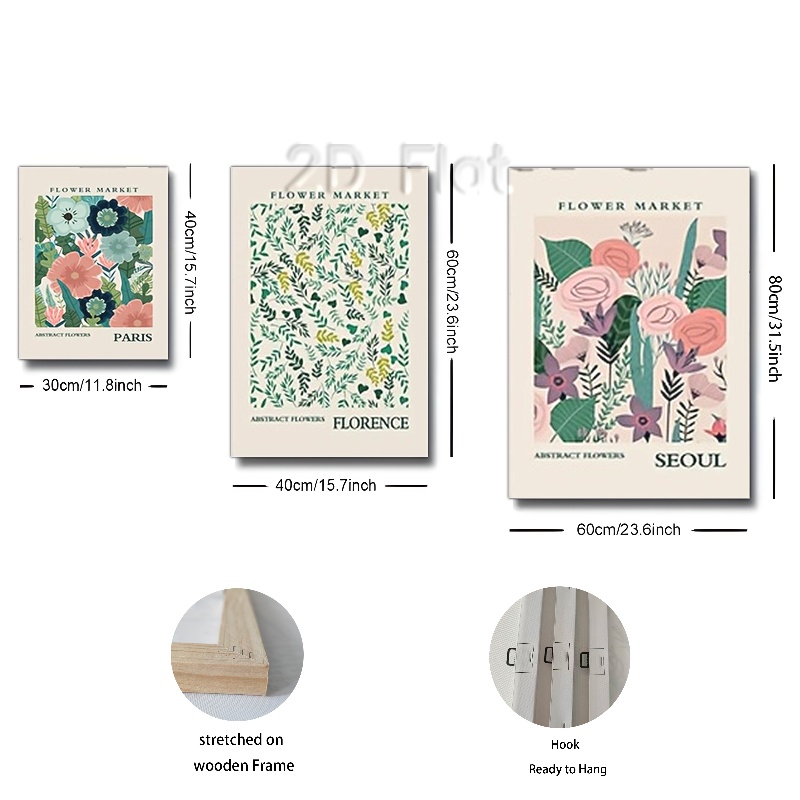 2D Flat
FLOWER MARKET
ABSTRACT FLOWERS
PARIS
40cm/15.7inch
30cm/11.8inch
FLOWER MARKET
ABSTRACT FLOWERS
FLORENCE
60cm/23.6inch
40cm/15.7inch
FLOWER MARKET
ABSTRACT FLOWERS
SEOUL
80cm/31.5inch
60cm/23.6inch
stretched on
wooden Frame
Hook
Ready to Hang